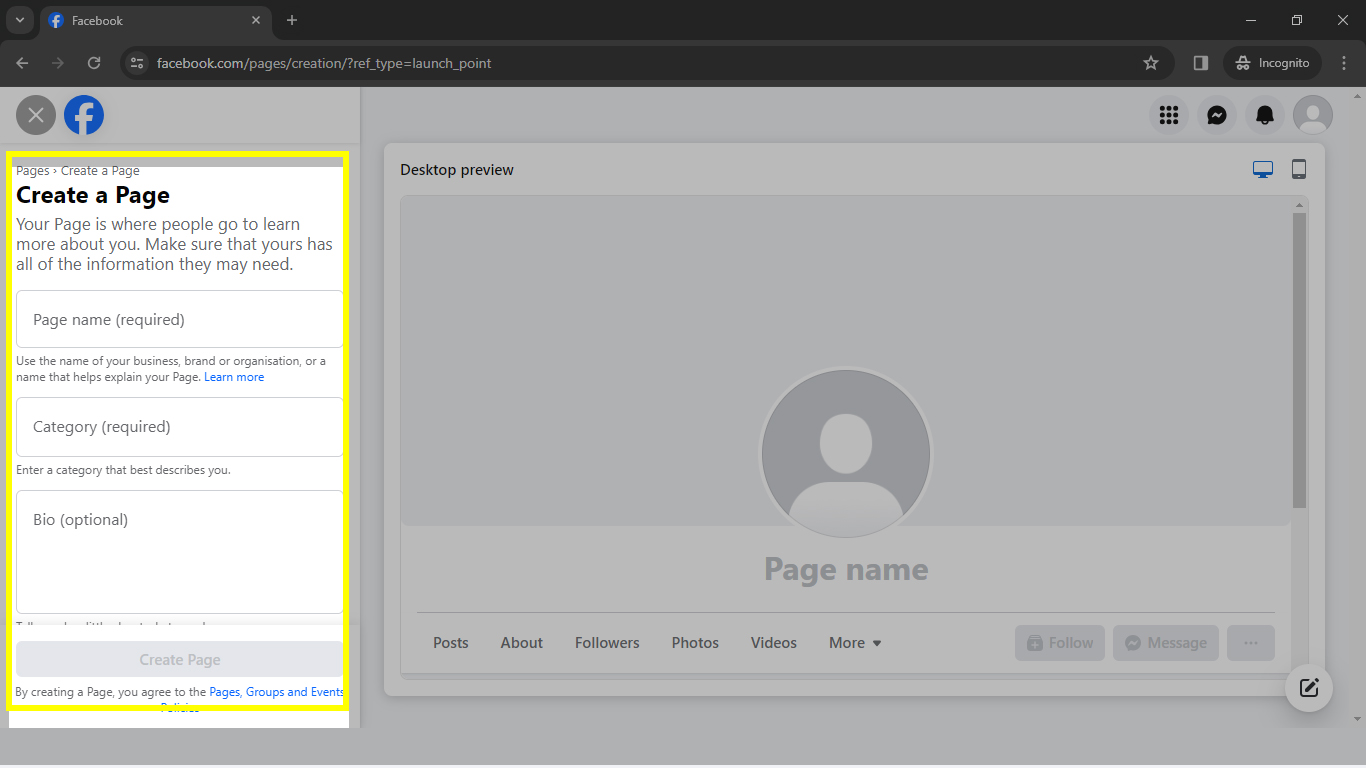 Facebook
facebook.com/pages/creation/?ref_type=launch_point
Incognito
Pages › Create a Page
Create a Page
Your Page is where people go to learn
more about you. Make sure that yours has
all of the information they may need.
Page name (required)
Use the name of your business, brand or organisation, or a
name that helps explain your Page. Learn more
Category (required)
Enter a category that best describes you.
Bio (optional)
Create Page
By creating a Page, you agree to the Pages, Groups and Events
Policies
Desktop preview
Page name
Posts
About
Followers
Photos
Videos
More
Follow
Message